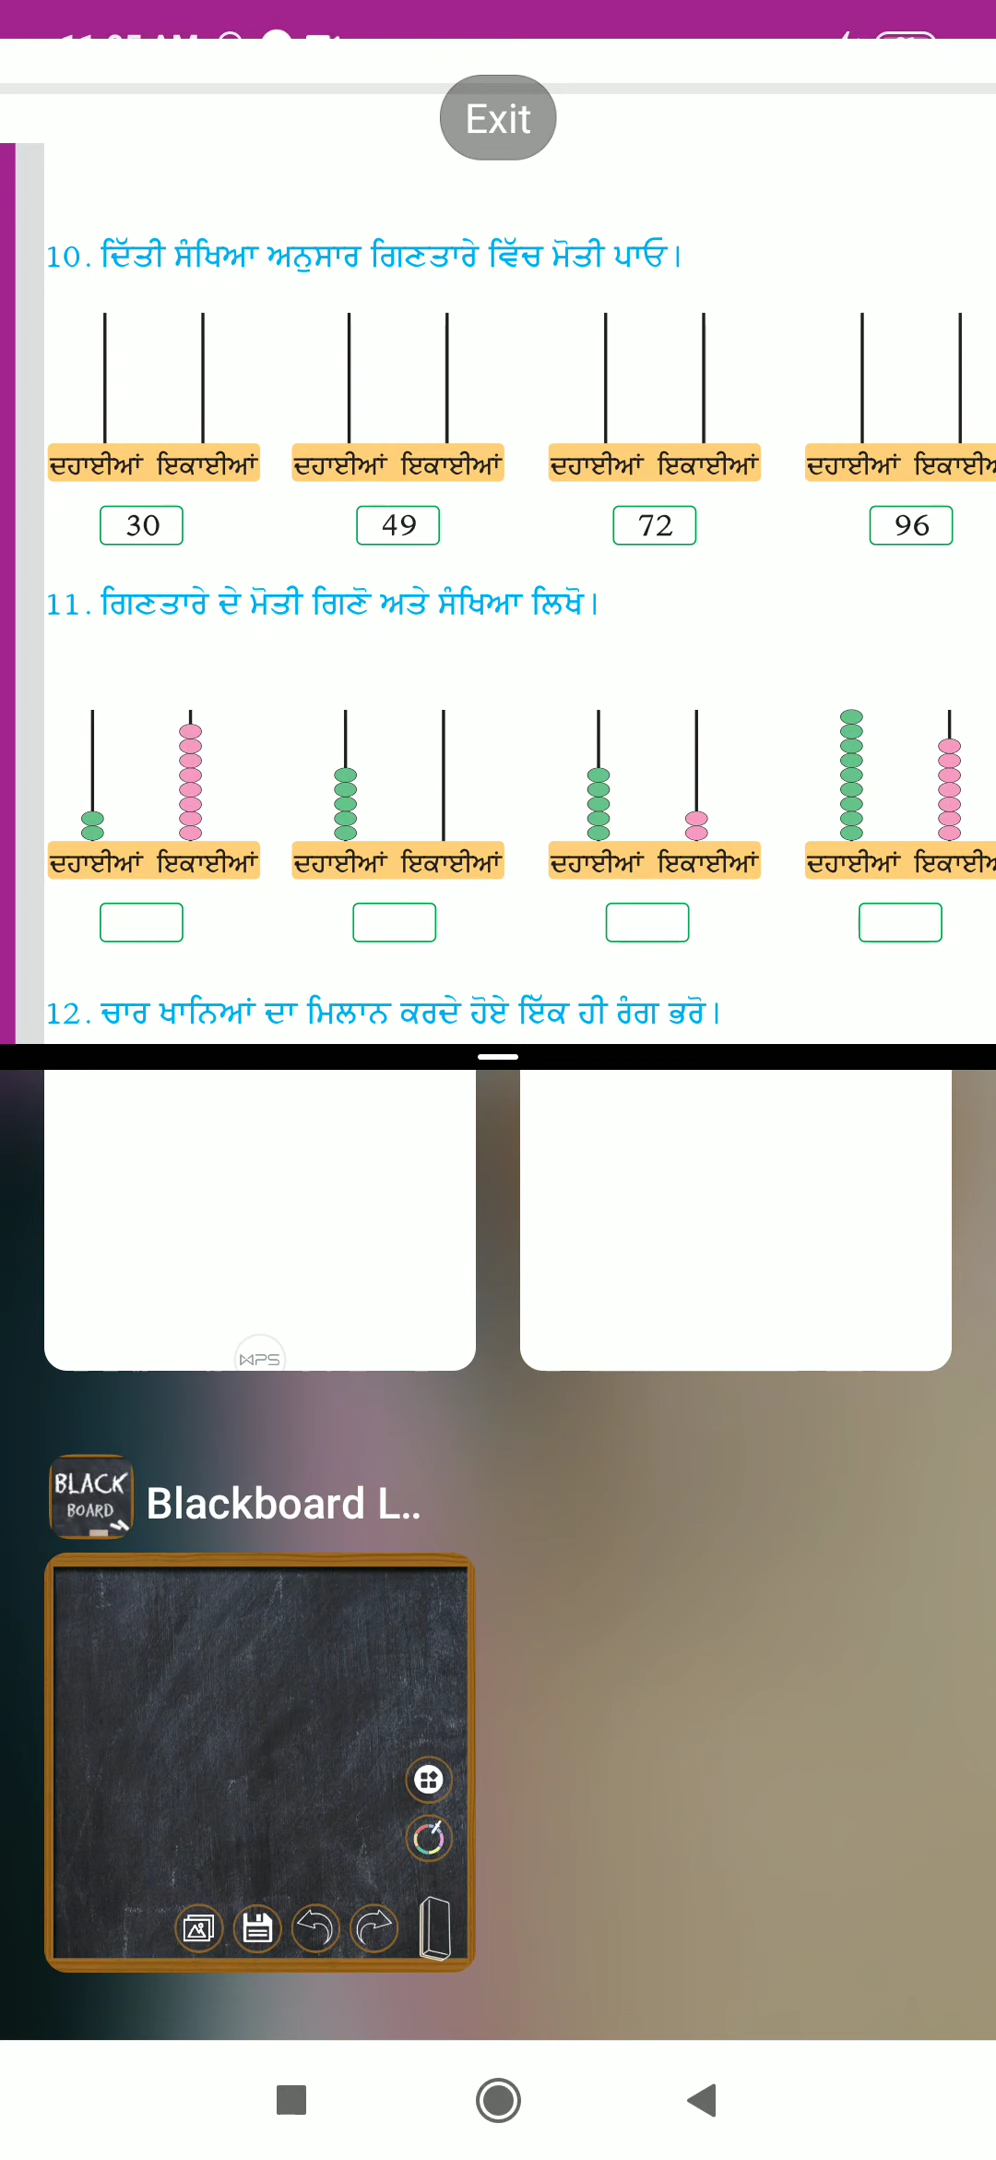 Exit
10. ਦਿੱਤੀ ਸੰਖਿਆ ਅਨੁਸਾਰ ਗਿਣਤਾਰੇ ਵਿੱਚ ਮੋਤੀ ਪਾਓ।
ਦਹਾਈਆਂ ਇਕਾਈਆਂ ਦਹਾਈਆਂ ਇਕਾਈਆਂ ਦਹਾਈਆਂ ਇਕਾਈਆਂ ਦਹਾਈਆਂ
30 49 72 96
11. ਗਿਣਤਾਰੇ ਦੇ ਮੋਤੀ ਗਿਣੋ ਅਤੇ ਸੰਖਿਆ ਲਿਖੋ।
ਦਹਾਈਆਂ ਇਕਾਈਆਂ ਦਹਾਈਆਂ ਇਕਾਈਆਂ ਦਹਾਈਆਂ ਇਕਾਈਆਂ ਦਹਾਈਆਂ
12. ਚਾਰ ਖਾਨਿਆਂ ਦਾ ਮਿਲਾਨ ਕਰਦੇ ਹੋਏ ਇੱਕ ਹੀ ਰੰਗ ਭਰੋ।
WPS
BLACK
BOARD
Blackboard L..